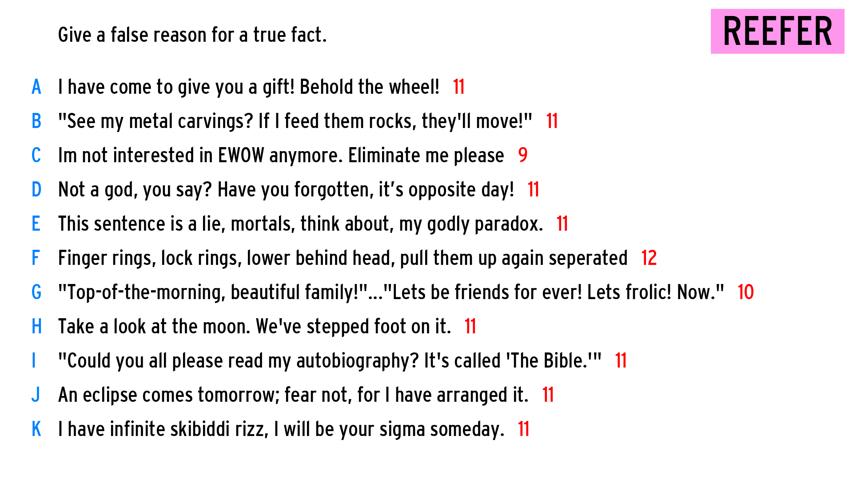 Give a false reason for a true fact.
REEFER
A I have come to give you a gift! Behold the wheel! 11
B "See my metal carvings? If I feed them rocks, they'll move!" 11
C Im not interested in EWOW anymore. Eliminate me please 9
D Not a god, you say? Have you forgotten, it’s opposite day! 11
E This sentence is a lie, mortals, think about, my godly paradox. 11
F Finger rings, lock rings, lower behind head, pull them up again seperated 12
G "Top-of-the-morning, beautiful family!"..."Lets be friends for ever! Lets frolic! Now." 10
H Take a look at the moon. We've stepped foot on it. 11
I "Could you all please read my autobiography? It's called 'The Bible.'" 11
J An eclipse comes tomorrow; fear not, for I have arranged it. 11
K I have infinite skibiddi rizz, I will be your sigma someday. 11